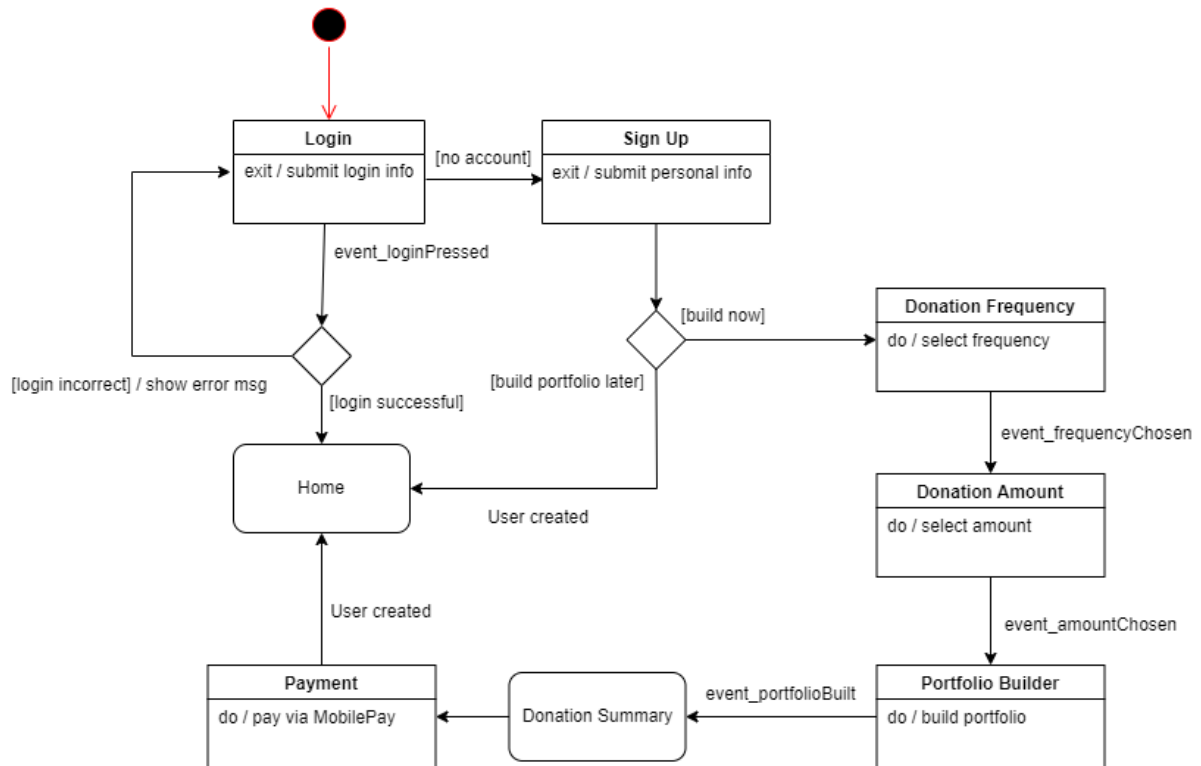 Login
exit / submit login info
[no account]
Sign Up
exit / submit personal info
event_loginPressed
[login incorrect] / show error msg
[login successful]
Home
[build now]
[build portfolio later]
User created
Donation Frequency
do / select frequency
event_frequencyChosen
Donation Amount
do / select amount
event_amountChosen
Portfolio Builder
do / build portfolio
event_portfolioBuilt
Donation Summary
Payment
do / pay via MobilePay
User created